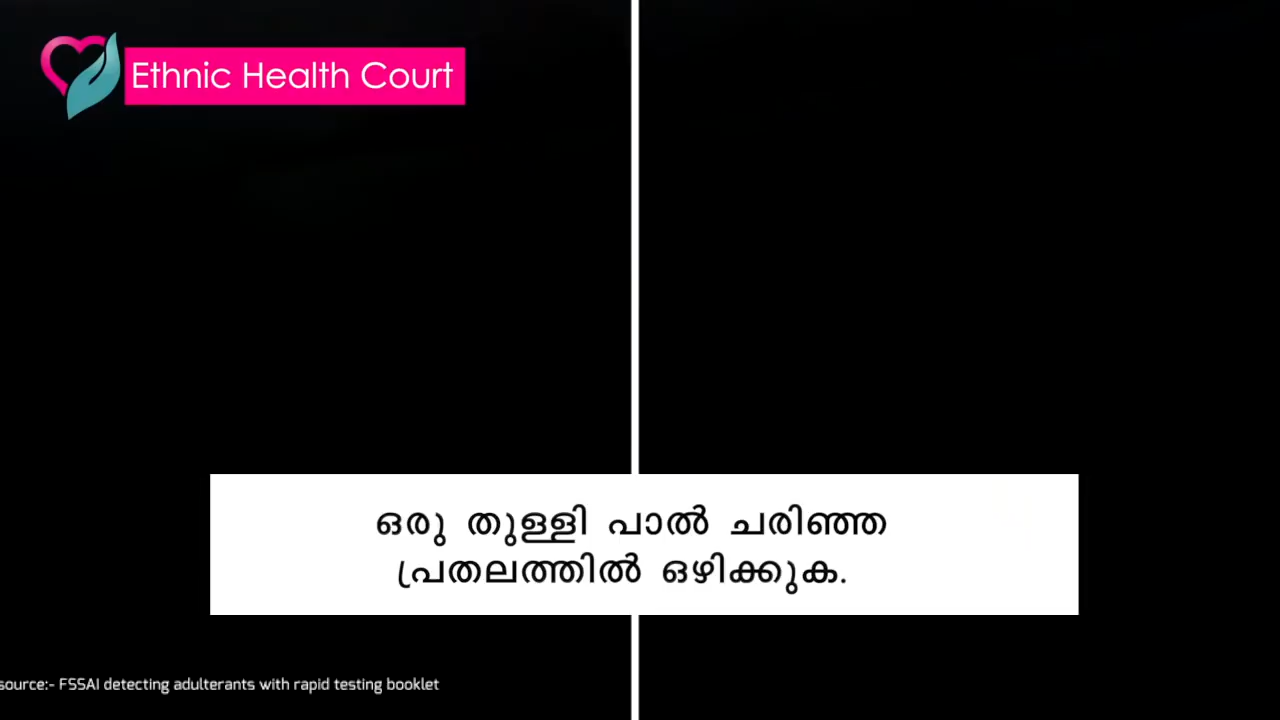 Ethnic Health Court
ഒരു തുള്ളി പാൽ ചരിഞ്ഞ
പ്രതലത്തിൽ ഒഴിക്കുക.
source:- FSSAI detecting adulterants with rapid testing booklet